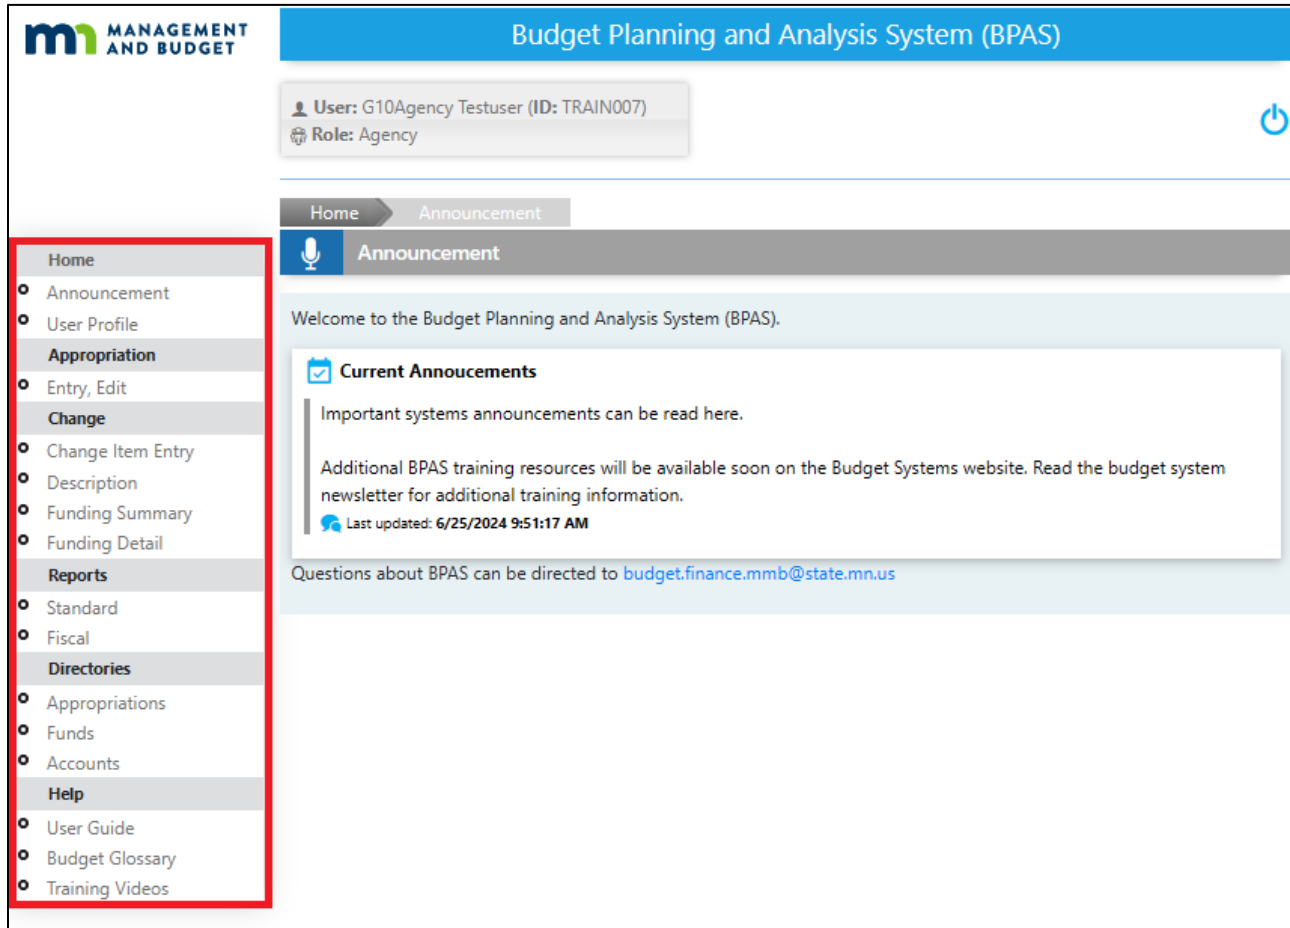 MANAGEMENT
AND BUDGET
Budget Planning and Analysis System (BPAS)
User: G10Agency Testuser (ID: TRAIN007)
Role: Agency
Home
Announcement
Announcement
Home
Announcement
User Profile
Appropriation
Entry, Edit
Change
Change Item Entry
Description
Funding Summary
Funding Detail
Reports
Standard
Fiscal
Directories
Appropriations
Funds
Accounts
Help
User Guide
Budget Glossary
Training Videos
Welcome to the Budget Planning and Analysis System (BPAS).
Current Annoucements
Important systems announcements can be read here.
Additional BPAS training resources will be available soon on the Budget Systems website. Read the budget system
newsletter for additional training information.
Last updated: 6/25/2024 9:51:17 AM
Questions about BPAS can be directed to budget.finance.mmb@state.mn.us